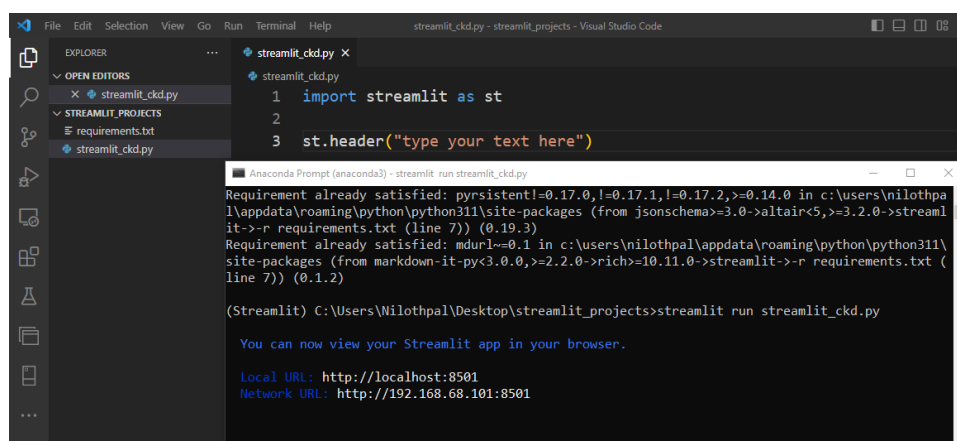 File Edit Selection View Go Run Terminal Help streamlit_ckd.py - streamlit_projects - Visual Studio Code
EXPLORER ...
OPEN EDITORS
streamlit_ckd.py
STREAMLIT_PROJECTS
requirements.txt
streamlit_ckd.py
streamlit_ckd.py
streamlit_ckd.py
1 import streamlit as st
2
3 st.header("type your text here")
Anaconda Prompt (anaconda3) - streamlit run streamlit_ckd.py
Requirement already satisfied: pyrsistent!=0.17.0,!=0.17.1,!=0.17.2,>=0.14.0 in c:\users\nilothpa
l\appdata\roaming\python\python311\site-packages (from jsonschema>=3.0->altair<5,>=3.2.0->streaml
it->-r requirements.txt (line 7)) (0.19.3)
Requirement already satisfied: mdurl~=0.1 in c:\users\nilothpal\appdata\roaming\python\python311\
site-packages (from markdown-it-py<3.0.0,>=2.2.0->rich>=10.11.0->streamlit->-r requirements.txt (
line 7)) (0.1.2)
(Streamlit) C:\Users\Nilothpal\Desktop\streamlit_projects>streamlit run streamlit_ckd.py
You can now view your Streamlit app in your browser.
Local URL: http://localhost:8501
Network URL: http://192.168.68.101:8501